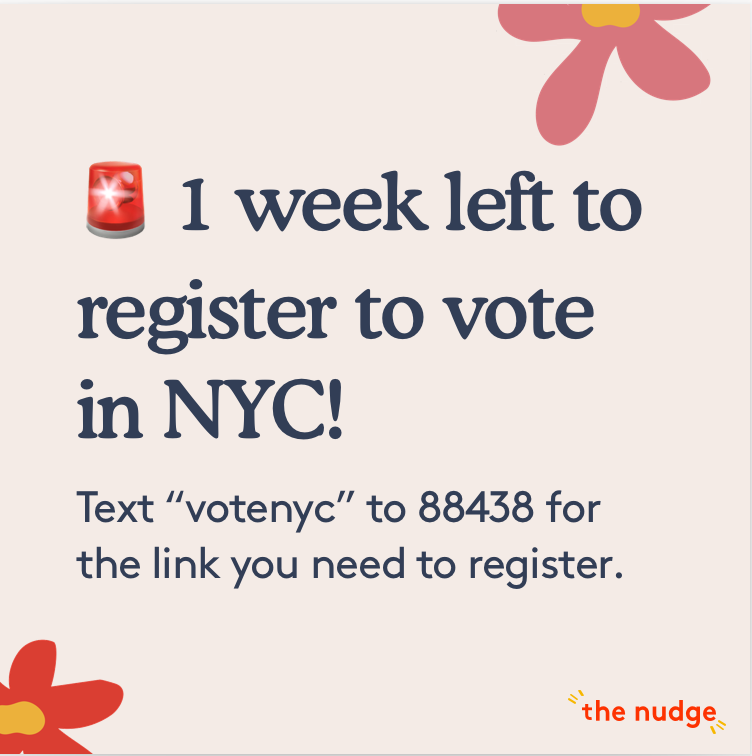 🚨 1 week left to
register to vote
in NYC!
Text “votenyc” to 88438 for
the link you need to register.
the nudge